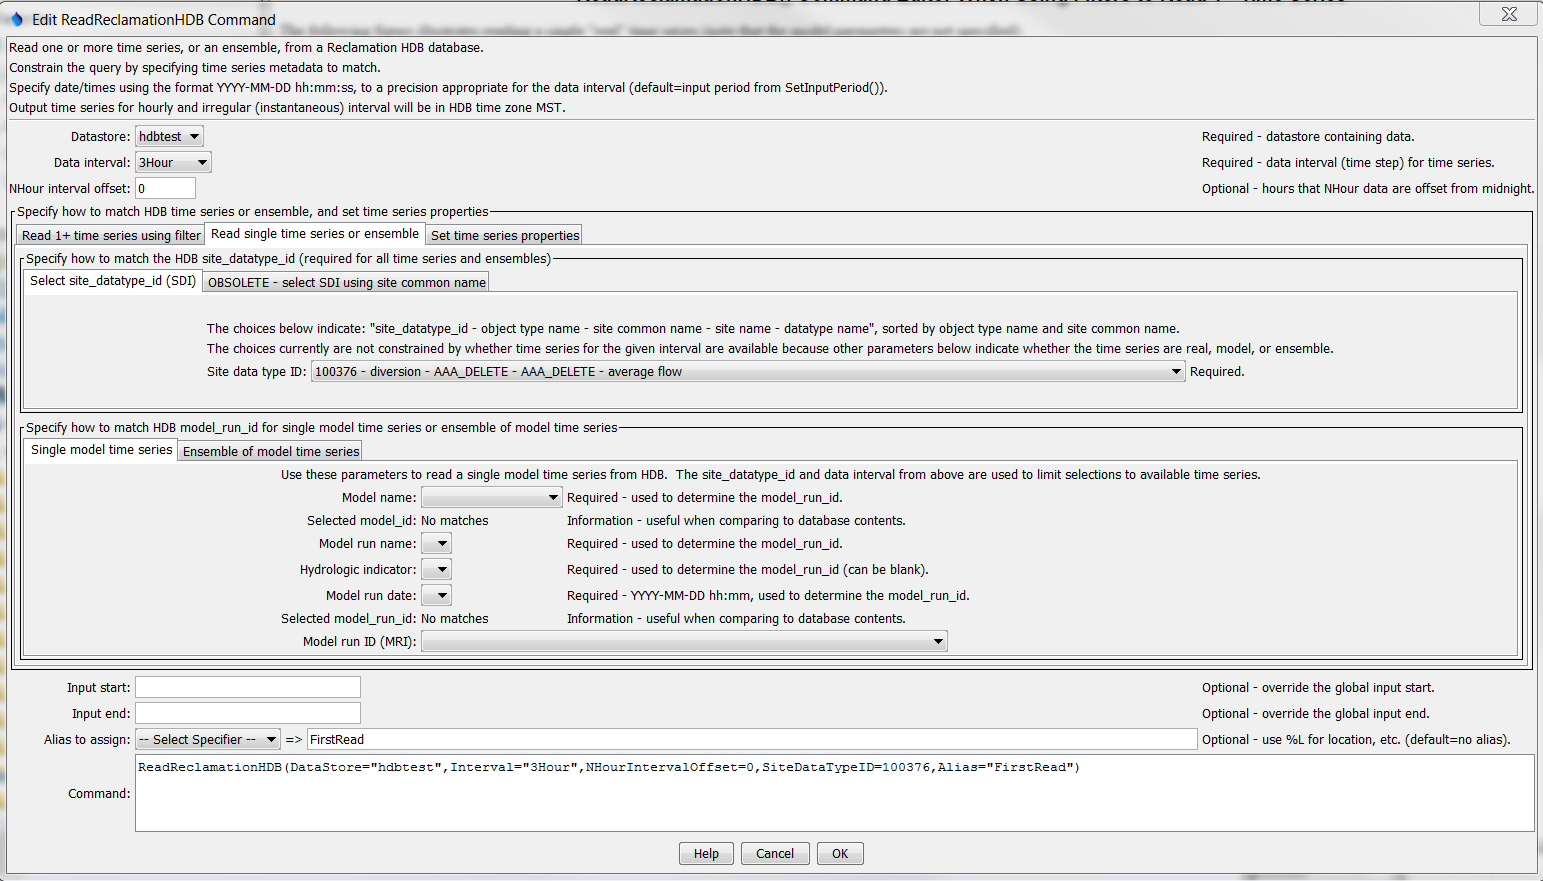 Edit ReadReclamationHDB Command
Read one or more time series, or an ensemble, from a Reclamation HDB database.
Constrain the query by specifying time series metadata to match.
Specify date/times using the format YYYY-MM-DD hh:mm:ss, to a precision appropriate for the data interval (default=input period from SetInputPeriod()).
Output time series for hourly and irregular (instantaneous) interval will be in HDB time zone MST.
Datastore: hdbtest Required - datastore containing data.
Data interval: 3Hour Required - data interval (time step) for time series.
NHour interval offset: 0 Optional - hours that NHour data are offset from midnight.
Specify how to match HDB time series or ensemble, and set time series properties
Read 1+ time series using filter Read single time series or ensemble Set time series properties
Specify how to match the HDB site_datatype_id (required for all time series and ensembles)
Select site_datatype_id (SDI) OBSOLETE - select SDI using site common name
The choices below indicate: "site_datatype_id - object type name - site common name - site name - datatype name", sorted by object type name and site common name.
The choices currently are not constrained by whether time series for the given interval are available because other parameters below indicate whether the time series are real, model, or ensemble.
Site data type ID: 100376 - diversion - AAA_DELETE - AAA_DELETE - average flow Required.
Specify how to match HDB model_run_id for single model time series or ensemble of model time series
Single model time series Ensemble of model time series
Use these parameters to read a single model time series from HDB. The site_datatype_id and data interval from above are used to limit selections to available time series.
Model name: Required - used to determine the model_run_id.
Selected model_id: No matches Information - useful when comparing to database contents.
Model run name: Required - used to determine the model_run_id.
Hydrologic indicator: Required - used to determine the model_run_id (can be blank).
Model run date: Required - YYYY-MM-DD hh:mm, used to determine the model_run_id.
Selected model_run_id: No matches Information - useful when comparing to database contents.
Model run ID (MRI):
Input start: Optional - override the global input start.
Input end: Optional - override the global input end.
Alias to assign: -- Select Specifier -- => FirstRead Optional - use %L for location, etc. (default=no alias).
Command: ReadReclamationHDB(DataStore="hdbtest",Interval="3Hour",NHourIntervalOffset=0,SiteDataTypeID=100376,Alias="FirstRead")
Help Cancel OK